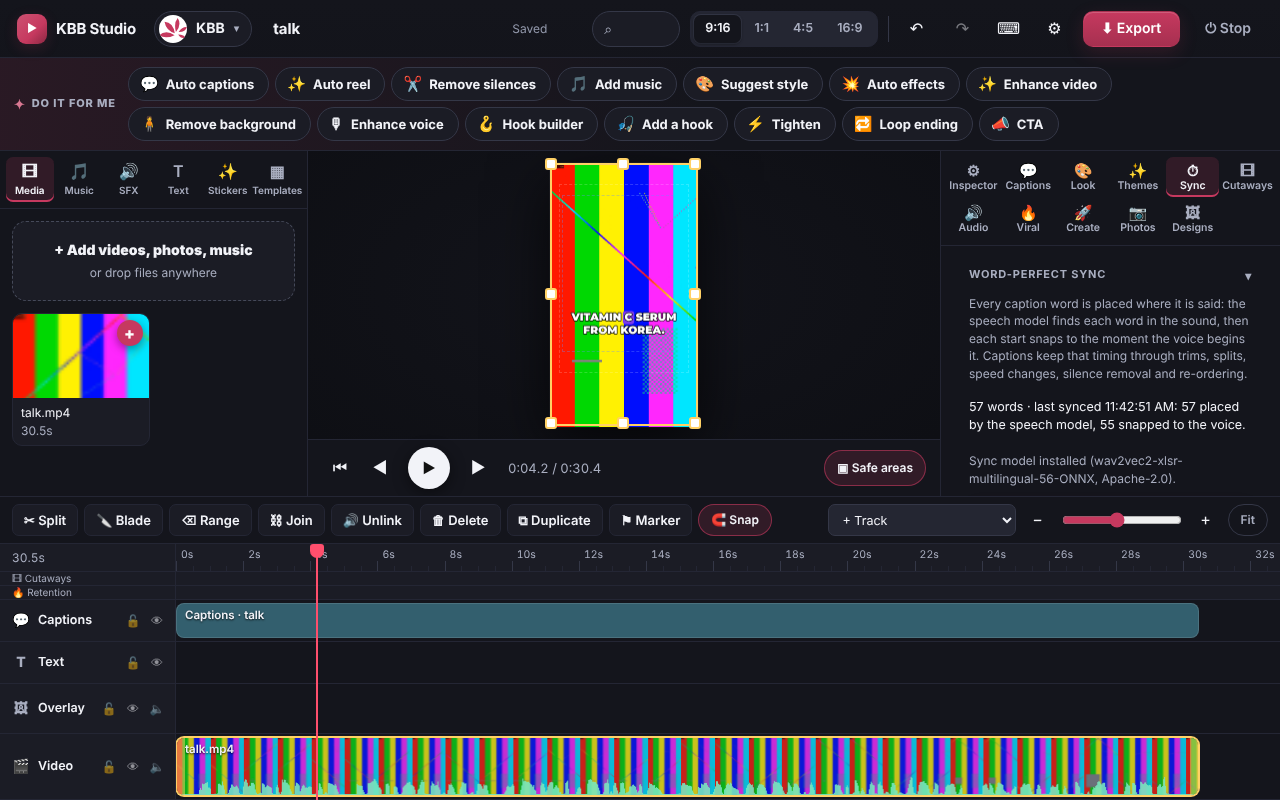 KBB Studio
KBB
talk
Saved
9:16
1:1
4:5
16:9
Export
Stop
DO IT FOR ME
Auto captions
Auto reel
Remove silences
Add music
Suggest style
Auto effects
Enhance video
Remove background
Enhance voice
Hook builder
Add a hook
Tighten
Loop ending
CTA
Media
Music
SFX
Text
Stickers
Templates
+ Add videos, photos, music
or drop files anywhere
talk.mp4
30.5s
VITAMIN C SERUM
FROM KOREA.
0:04.2 / 0:30.4
Safe areas
Inspector
Captions
Look
Themes
Sync
Cutaways
Audio
Viral
Create
Photos
Designs
WORD-PERFECT SYNC
Every caption word is placed where it is said: the
speech model finds each word in the sound, then
each start snaps to the moment the voice begins
it. Captions keep that timing through trims, splits,
speed changes, silence removal and re-ordering.
57 words · last synced 11:42:51 AM: 57 placed
by the speech model, 55 snapped to the voice.
Sync model installed (wav2vec2-xlsr-
multilingual-56-ONNX, Apache-2.0).
Split
Blade
Range
Join
Unlink
Delete
Duplicate
Marker
Snap
+ Track
Fit
30.5s
0s
2s
6s
8s
10s
12s
14s
16s
18s
20s
22s
24s
26s
28s
30s
32s
Cutaways
Retention
Captions
Captions · talk
Text
Overlay
Video
talk.mp4